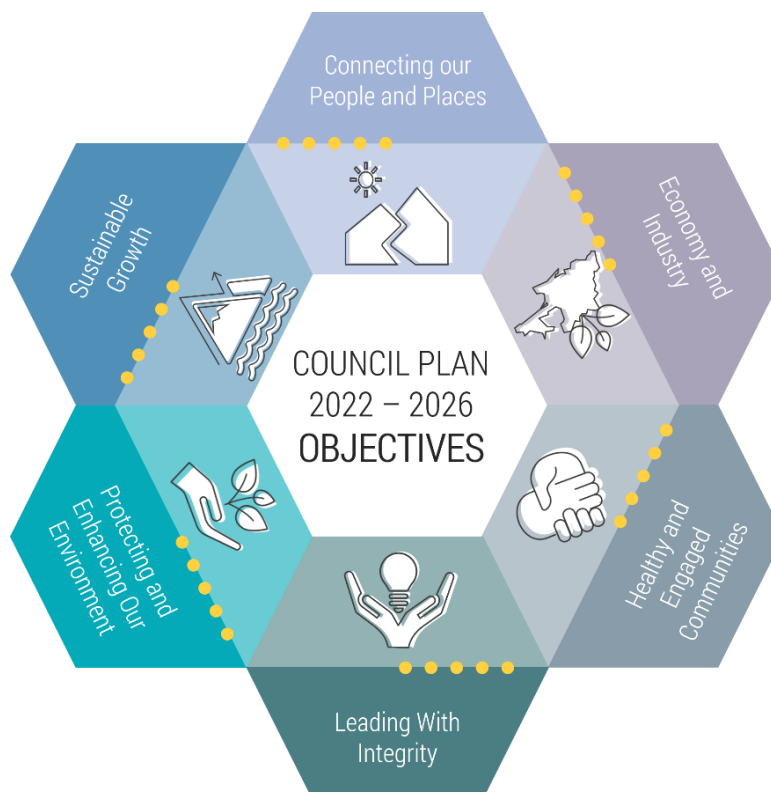 Connecting our
People and Places
Economy and
Industry
Healthy and
Engaged
Communities
Leading With
Integrity
Protecting and
Enhancing Our
Environment
Sustainable
Growth
COUNCIL PLAN
2022 – 2026
OBJECTIVES